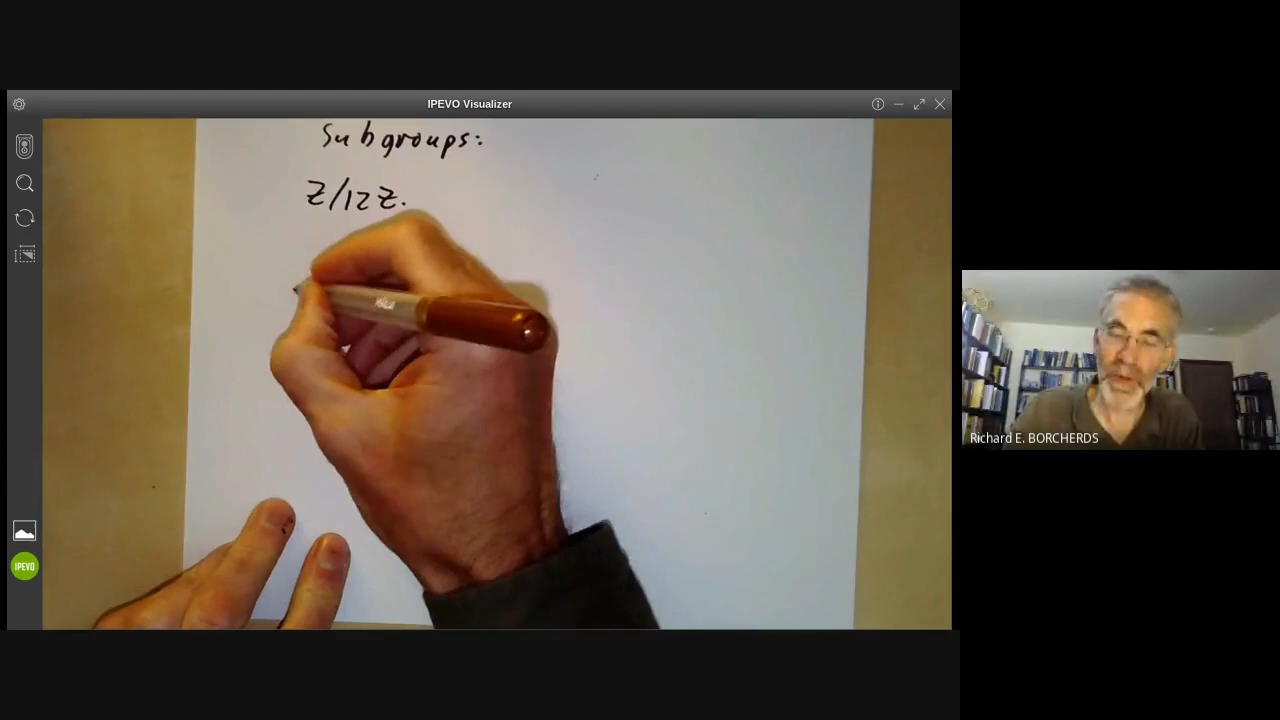 IPEVO Visualizer
Subgroups:
Z/12Z.
Richard E. BORCHERDS
IPEVO